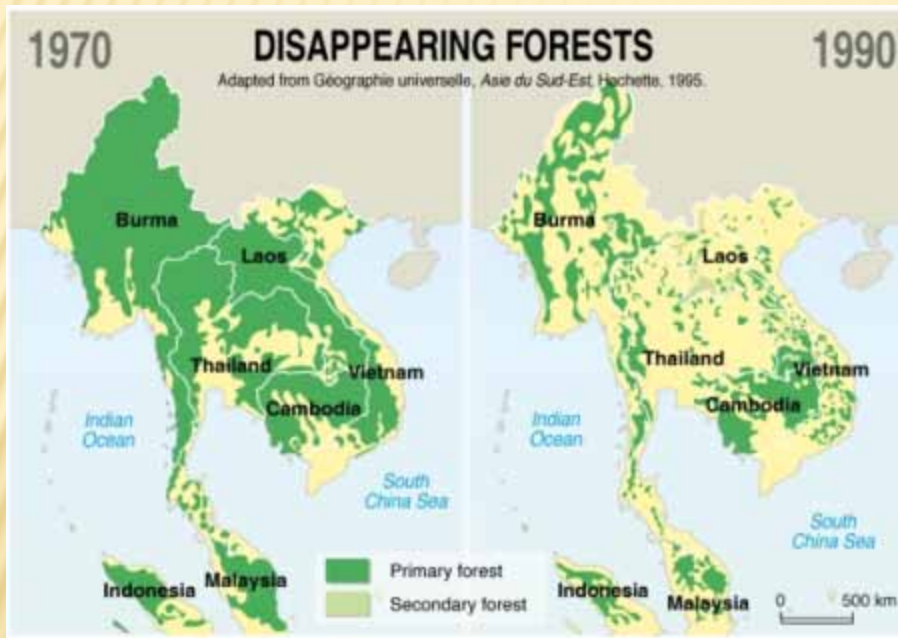 1970
DISAPPEARING FORESTS
1990
Adapted from Géographie universelle, Asie du Sud-Est, Hachette, 1995.
Burma
Laos
Thailand
Vietnam
Cambodia
Indian
Ocean
South
China Sea
Indonesia
Malaysia
Primary forest
Secondary forest
Burma
Laos
Thailand
Vietnam
Cambodia
Indian
Ocean
South
China Sea
Indonesia
Malaysia
0 500 km